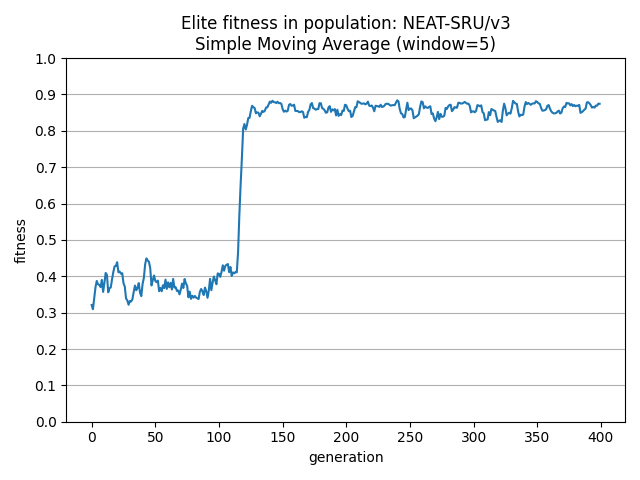 Elite fitness in population: NEAT-SRU/v3
Simple Moving Average (window=5)
1.0
0.9
0.8
0.7
0.6
0.5
0.4
0.3
0.2
0.1
0.0
fitness
0 50 100 150 200 250 300 350 400
generation